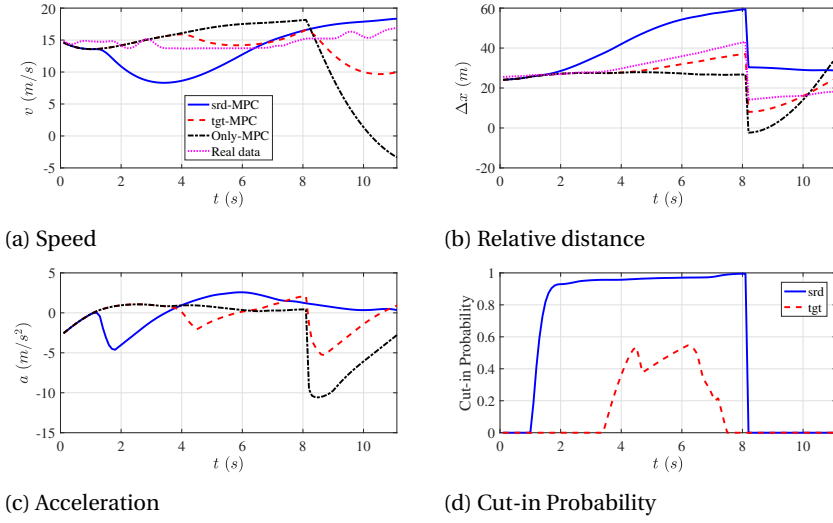 20
15
10
5
0
-5
v (m/s)
srd-MPC
tgt-MPC
Only-MPC
Real data
0 2 4 6 8 10
t (s)
(a) Speed
60
40
20
0
-20
Δx (m)
0 2 4 6 8 10
t (s)
(b) Relative distance
5
0
-5
-10
-15
a (m/s²)
0 2 4 6 8 10
t (s)
(c) Acceleration
1
0.8
0.6
0.4
0.2
0
Cut-in Probability
srd
tgt
0 2 4 6 8 10
t (s)
(d) Cut-in Probability